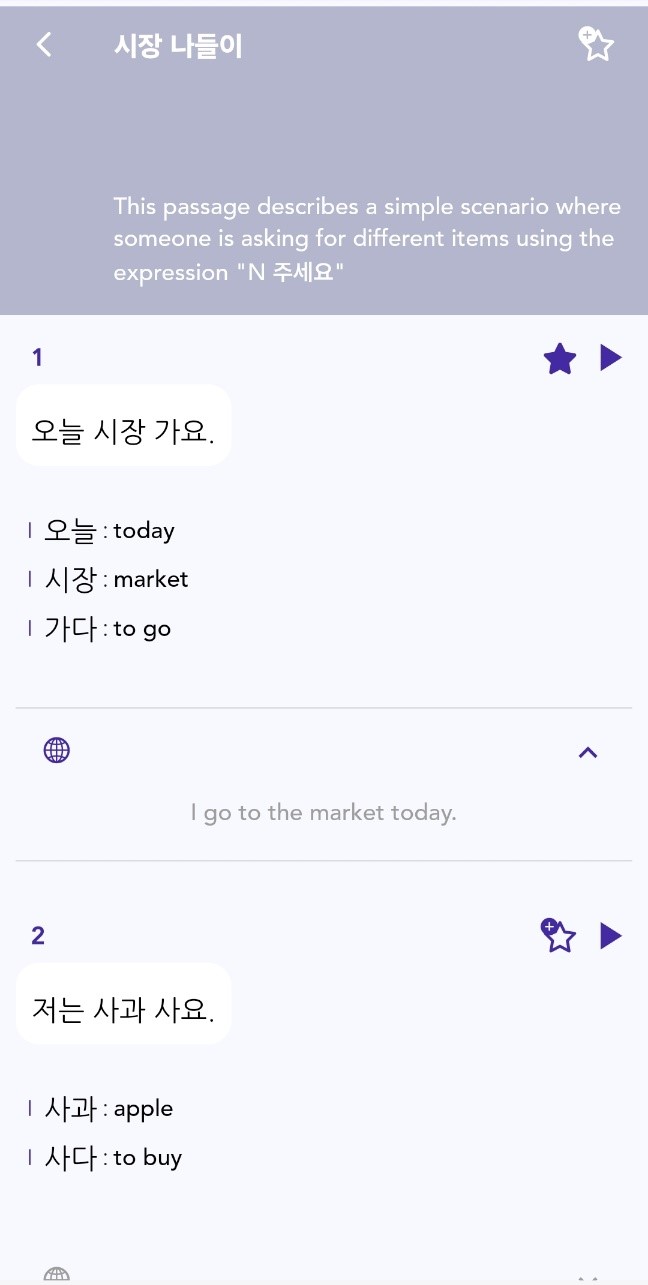 시장 나들이
This passage describes a simple scenario where
someone is asking for different items using the
expression "N 주세요"
1
오늘 시장 가요.
오늘 : today
시장 : market
가다 : to go
I go to the market today.
2
저는 사과 사요.
사과 : apple
사다 : to buy